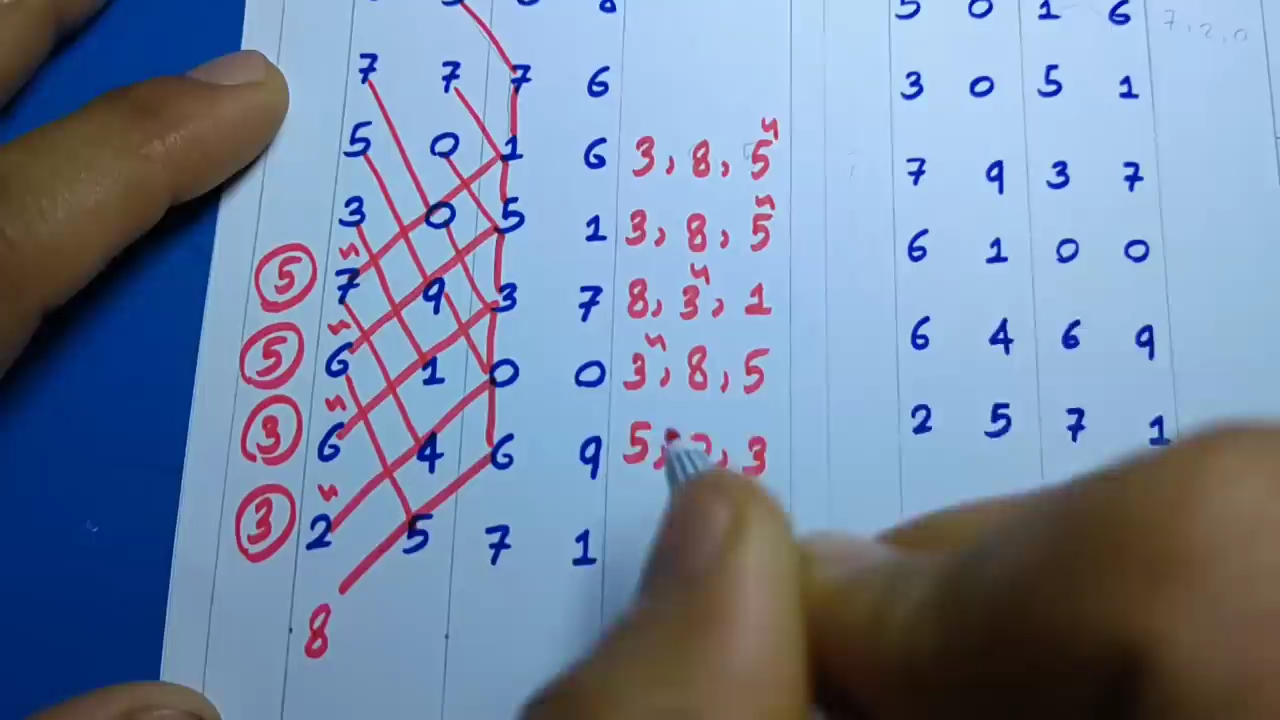 7 7 7 6
5 0 1 6 3, 8, 5
3 0 5 1 3, 8, 5
5 7 9 3 7 8, 3, 1
5 6 1 0 0 3, 8, 5
3 6 4 6 9 5, 3
3 2 5 7 1
8
5 0 1 6 7, 2, 0
3 0 5 1
7 9 3 7
6 1 0 0
6 4 6 9
2 5 7 1